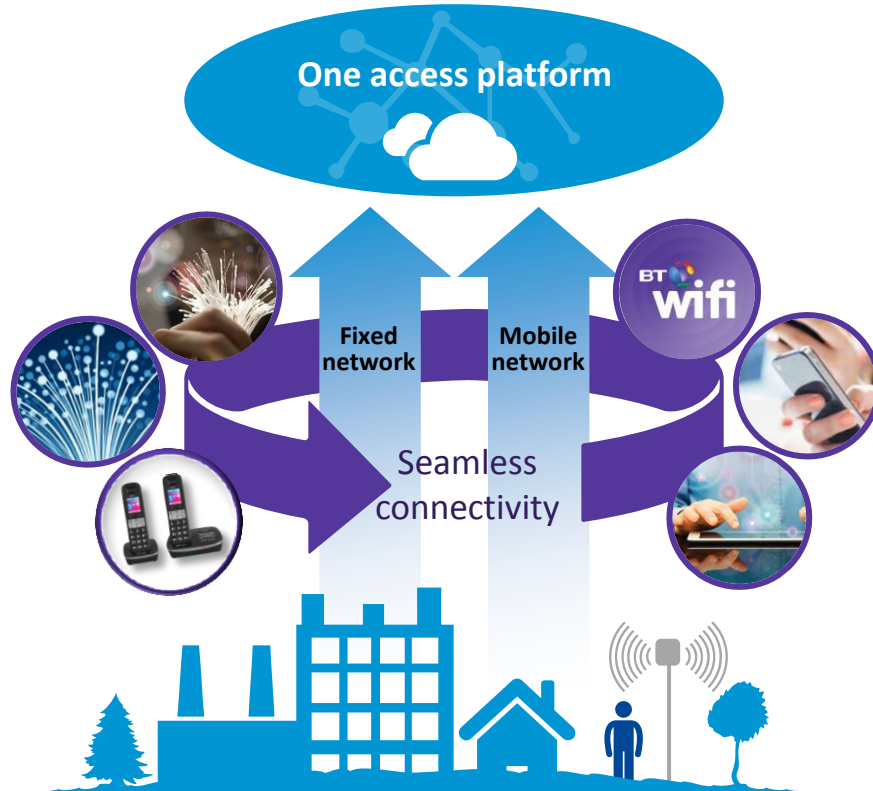 One access platform
BT
wifi
Fixed
network
Mobile
network
Seamless
connectivity